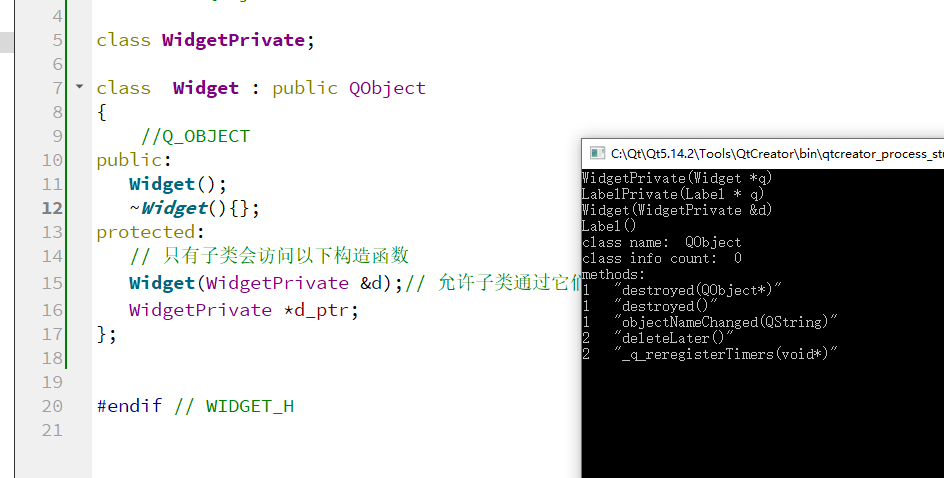 4
5 class WidgetPrivate;
6
7 class  Widget : public QObject
8 {
9 //Q_OBJECT
10 public:
11 Widget();
12 ~Widget(){};
13 protected:
14 // 只有子类会访问以下构造函数
15 Widget(WidgetPrivate &d);// 允许子类通过它
16 WidgetPrivate *d_ptr;
17 };
18
19
20 #endif // WIDGET_H
21
C:\Qt\Qt5.14.2\Tools\QtCreator\bin\qtcreator_process_st
WidgetPrivate(Widget *q)
LabelPrivate(Label * q)
Widget(WidgetPrivate &d)
Label()
class name:  QObject
class info count:  0
methods:
1 "destroyed(QObject*)"
1 "destroyed()"
1 "objectNameChanged(QString)"
2 "deleteLater()"
2 "_q_reregisterTimers(void*)"